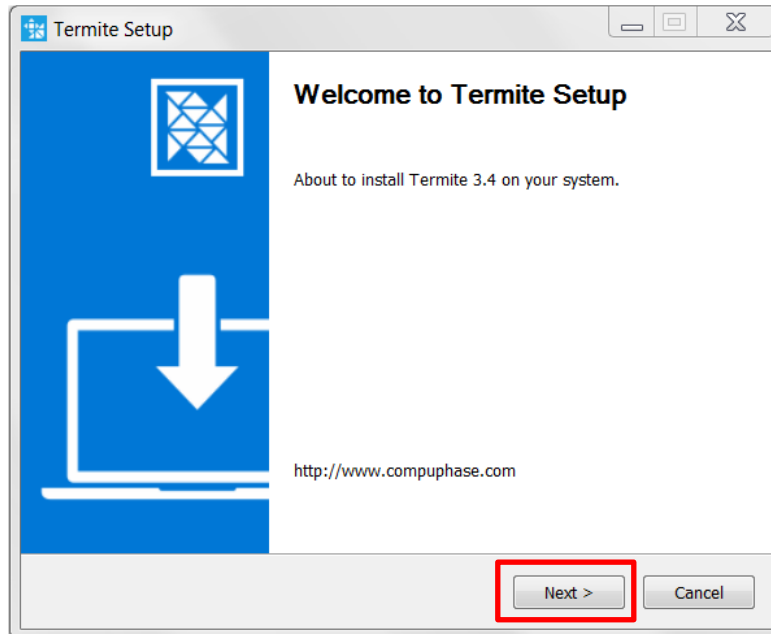 Termite Setup
Welcome to Termite Setup
About to install Termite 3.4 on your system.
http://www.compuphase.com
Next >
Cancel